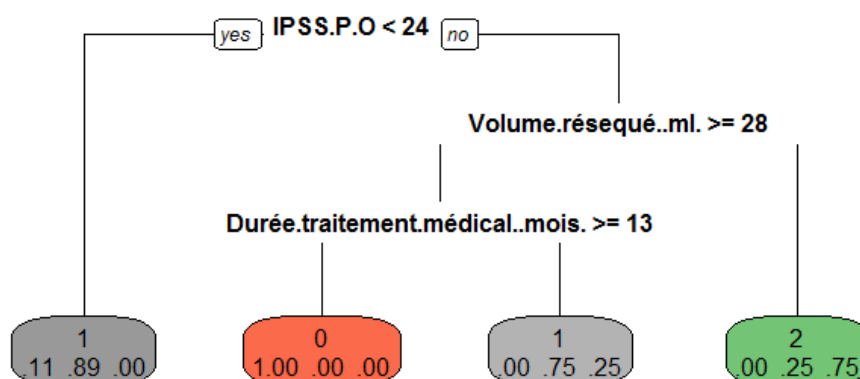 yes IPSS.P.O < 24 no
Volume.résequé..ml. >= 28
Durée.traitement.médical..mois. >= 13
1 0 1 2
.11 .89 .00 1.00 .00 .00 .00 .75 .25 .00 .25 .75